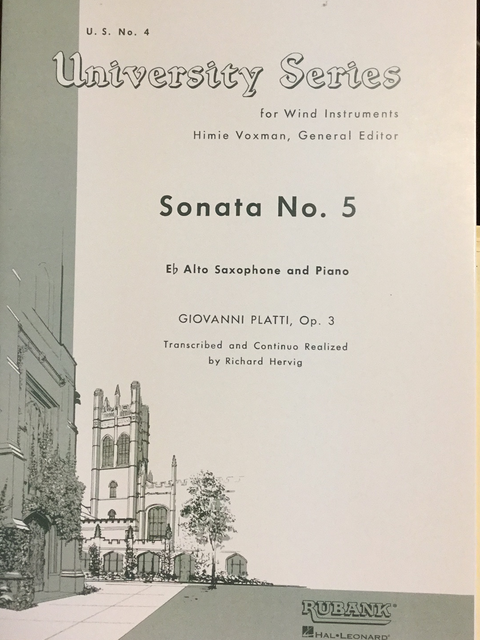 U. S. No. 4
University Series
for Wind Instruments
Himie Voxman, General Editor
Sonata No. 5
E♭ Alto Saxophone and Piano
GIOVANNI PLATTI, Op. 3
Transcribed and Continuo Realized
by Richard Hervig
RUBANK®
HAL•LEONARD®